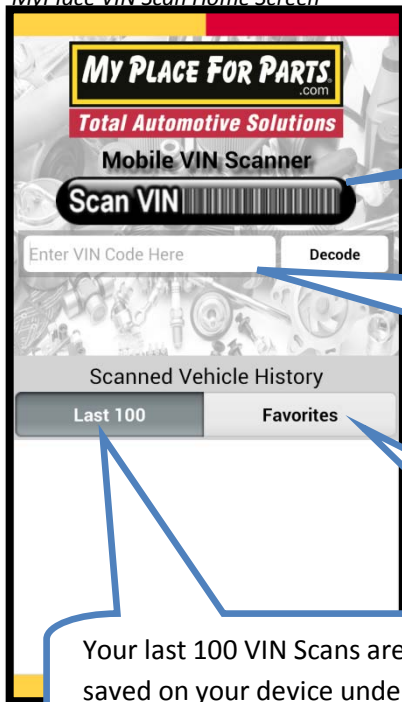 MyPlace VIN Scan Home Screen
MY PLACE FOR PARTS.
.com
Total Automotive Solutions
Mobile VIN Scanner
Scan VIN
Enter VIN Code Here
Decode
Scanned Vehicle History
Last 100
Favorites
Your last 100 VIN Scans are
saved on your device unde